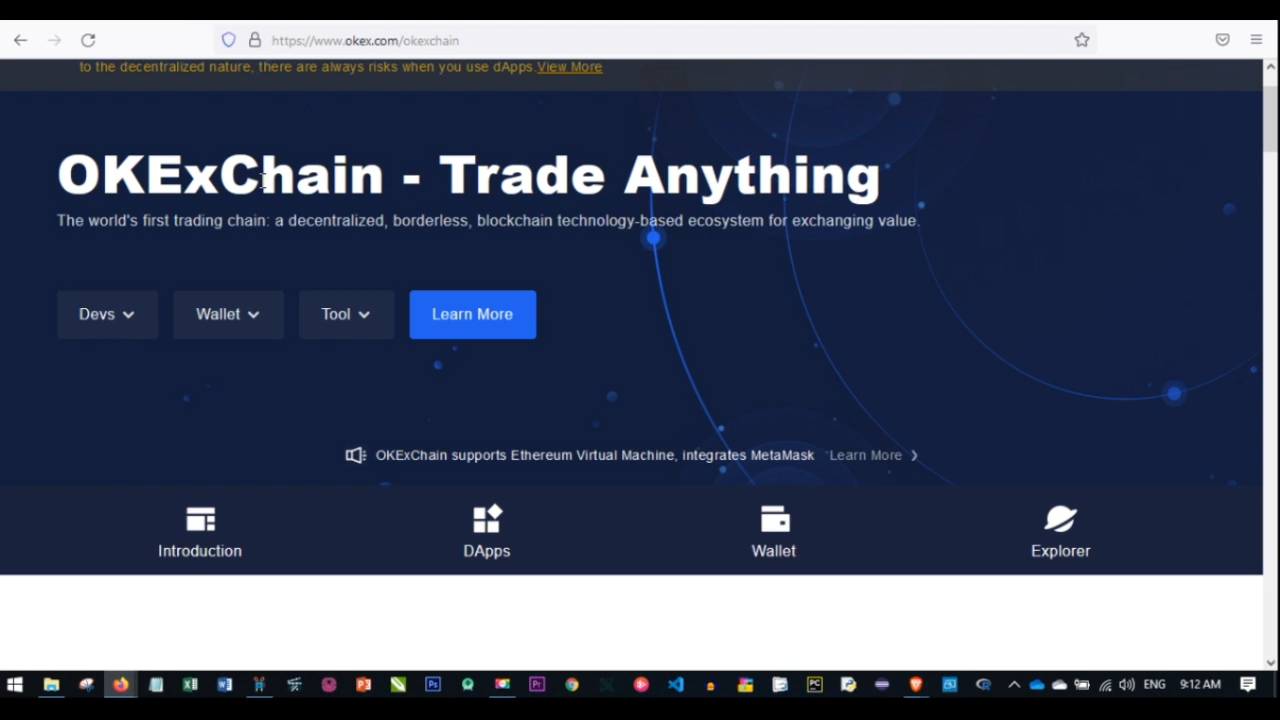 https://www.okex.com/okexchain
to the decentralized nature, there are always risks when you use dApps.View More
OKExChain - Trade Anything
The world's first trading chain: a decentralized, borderless, blockchain technology-based ecosystem for exchanging value.
Devs Wallet Tool Learn More
OKExChain supports Ethereum Virtual Machine, integrates MetaMask Learn More
Introduction DApps Wallet Explorer
ENG 9:12 AM